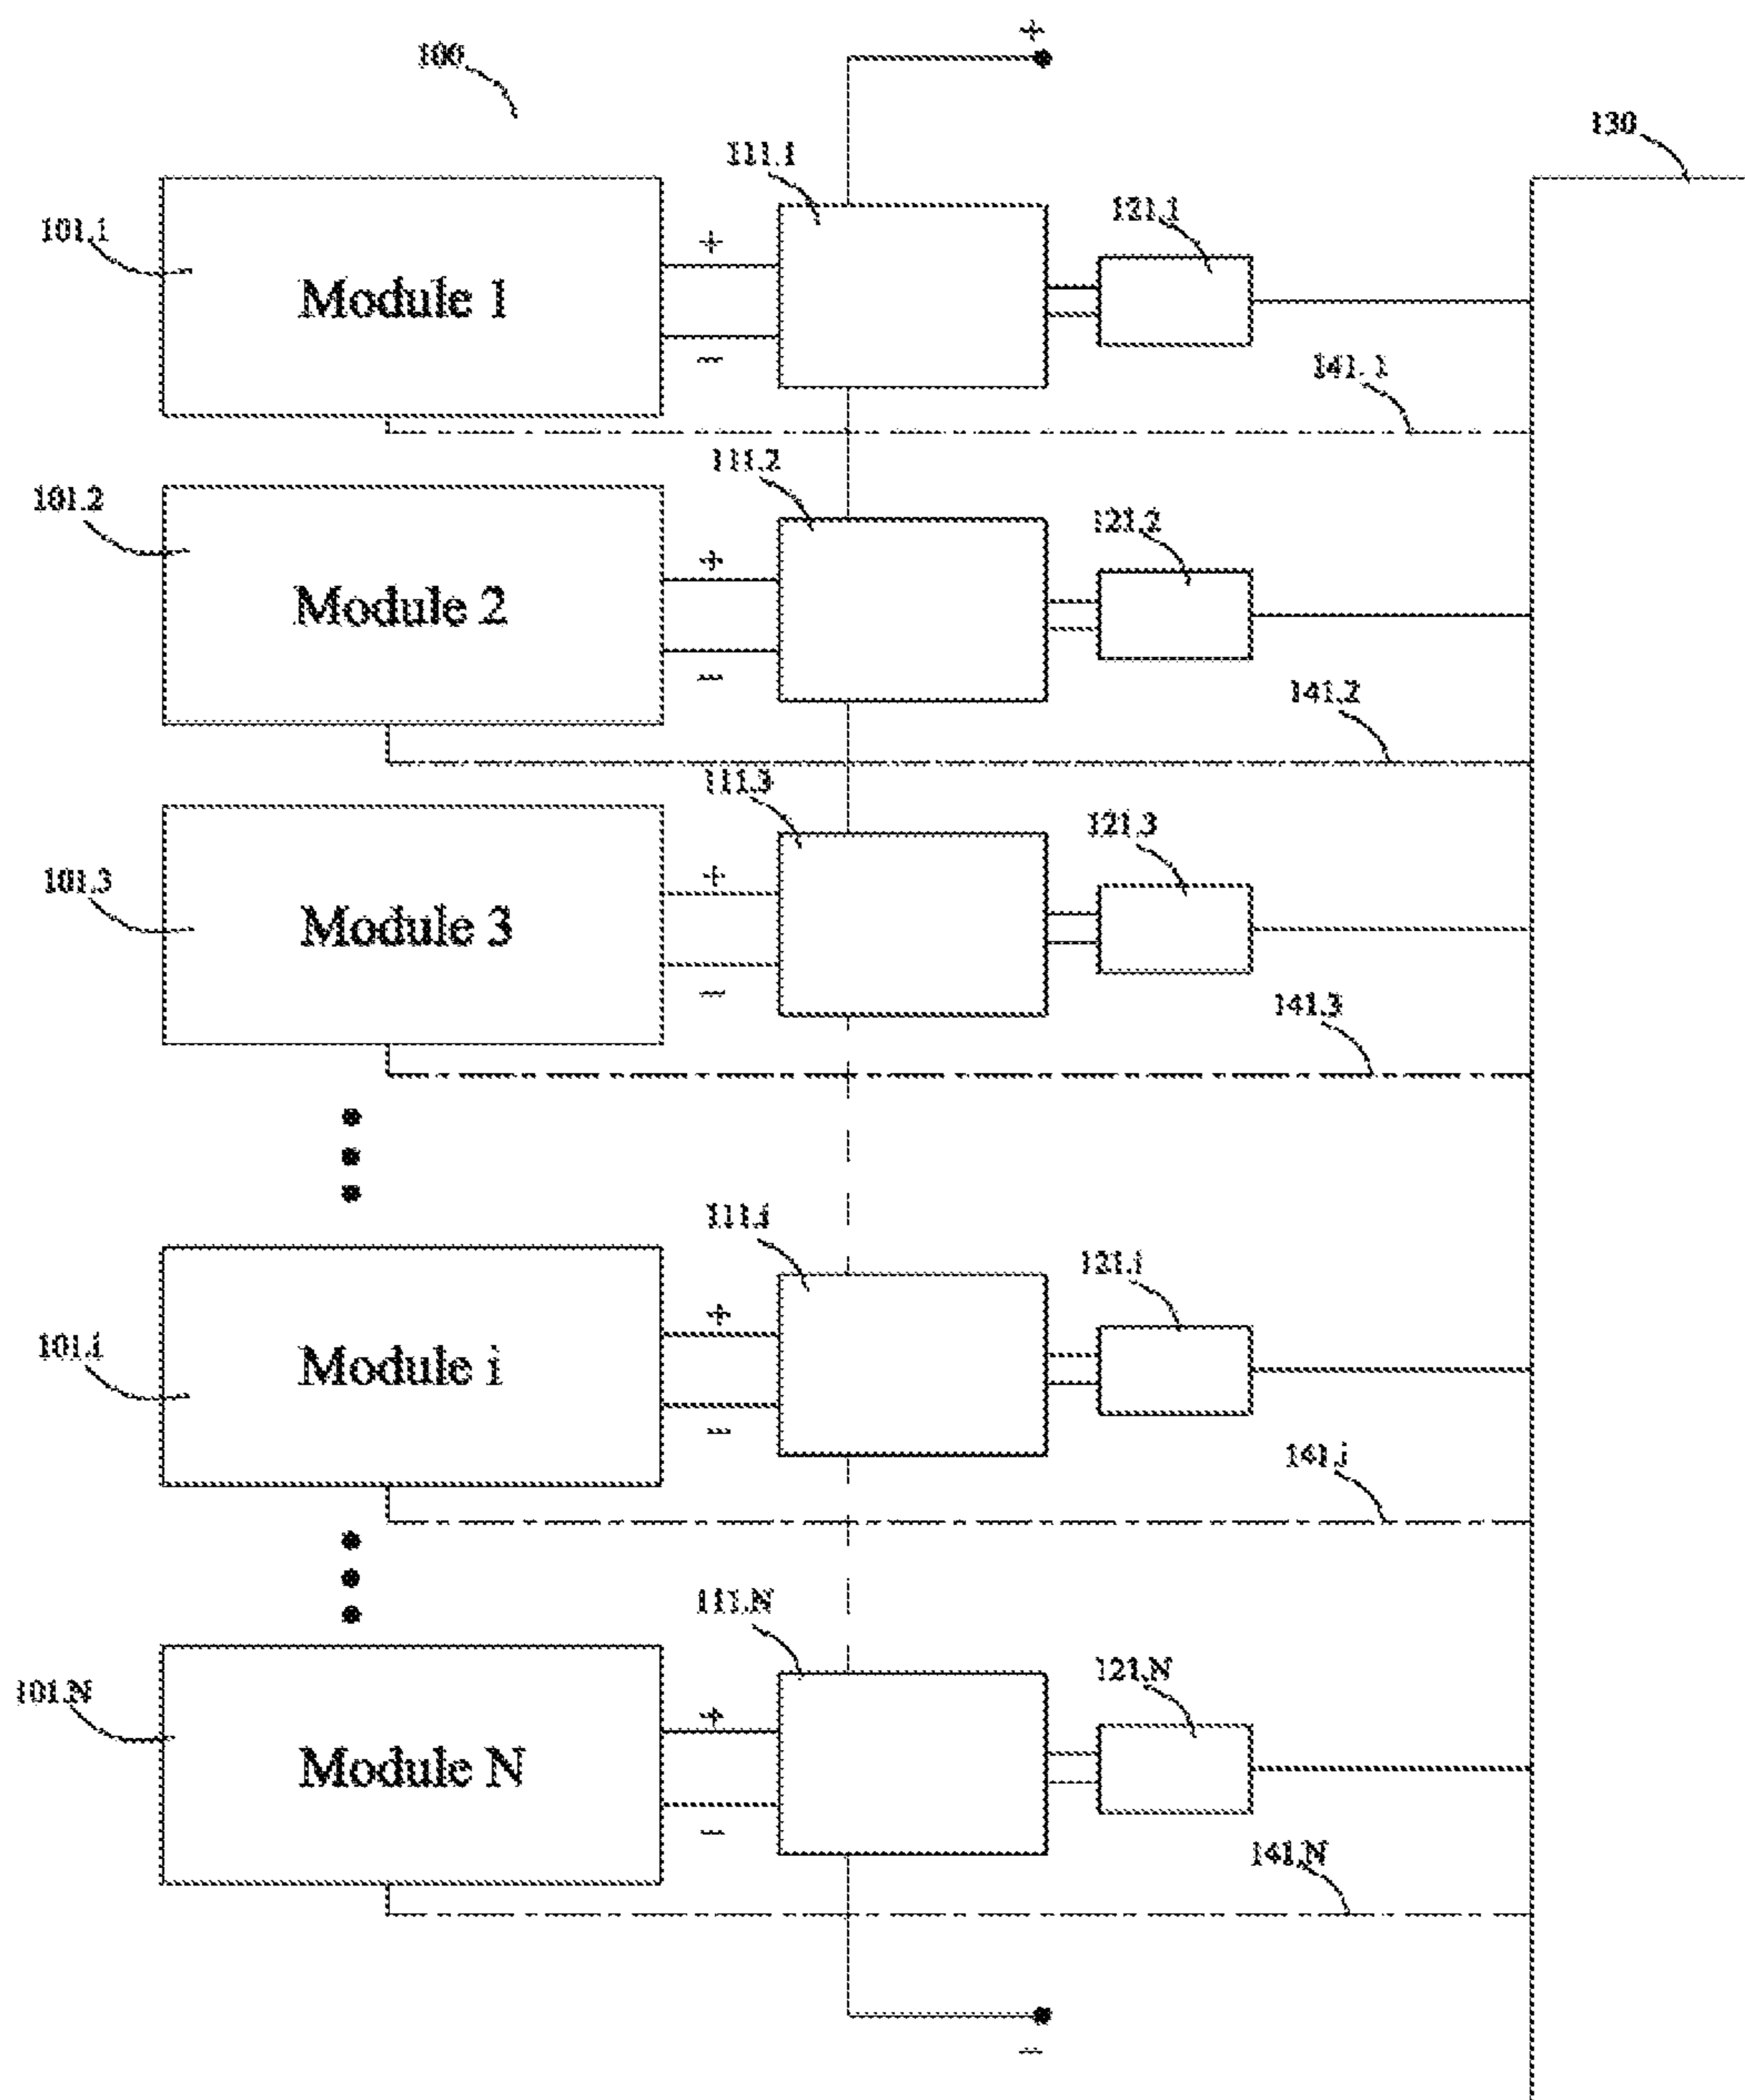 +
100
130
111.1
121.1
101.1
+
Module 1
−
141.1
111.2
101.2
121.2
+
Module 2
−
141.2
111.3
121.3
101.3
+
Module 3
−
141.3
111.i
121.i
+
101.i
Module i
−
141.i
111.N
121.N
101.N
+
Module N
−
141.N
−